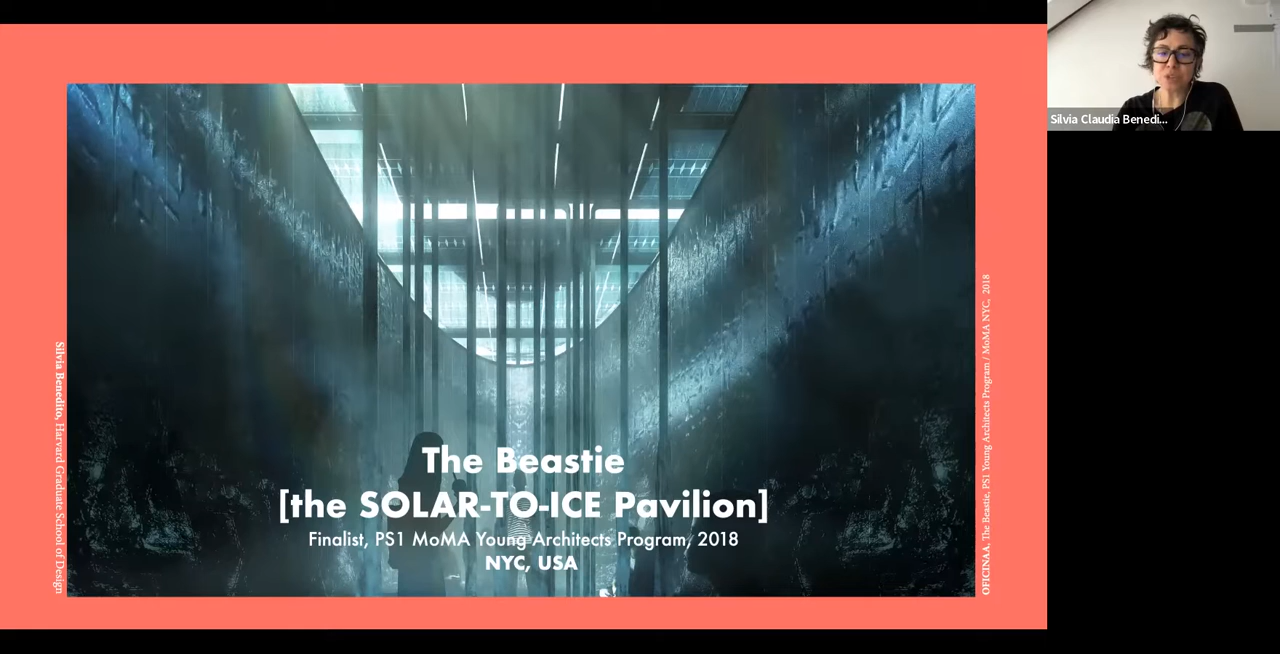 The Beastie
[the SOLAR-TO-ICE Pavilion]
Finalist, PS1 MoMA Young Architects Program, 2018
NYC, USA
Silvia Benedito, Harvard Graduate School of Design
OFICINAA, The Beastie, PS1 Young Architects Program / MoMA NYC, 2018
Silvia Claudia Benedi...